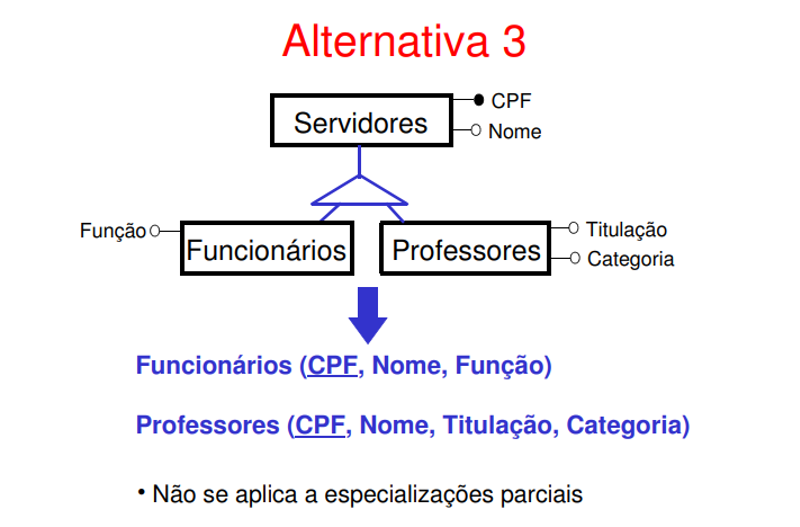 Alternativa 3
CPF
Servidores
Nome
Função
Funcionários
Professores
Titulação
Categoria
Funcionários (CPF, Nome, Função)
Professores (CPF, Nome, Titulação, Categoria)
• Não se aplica a especializações parciais